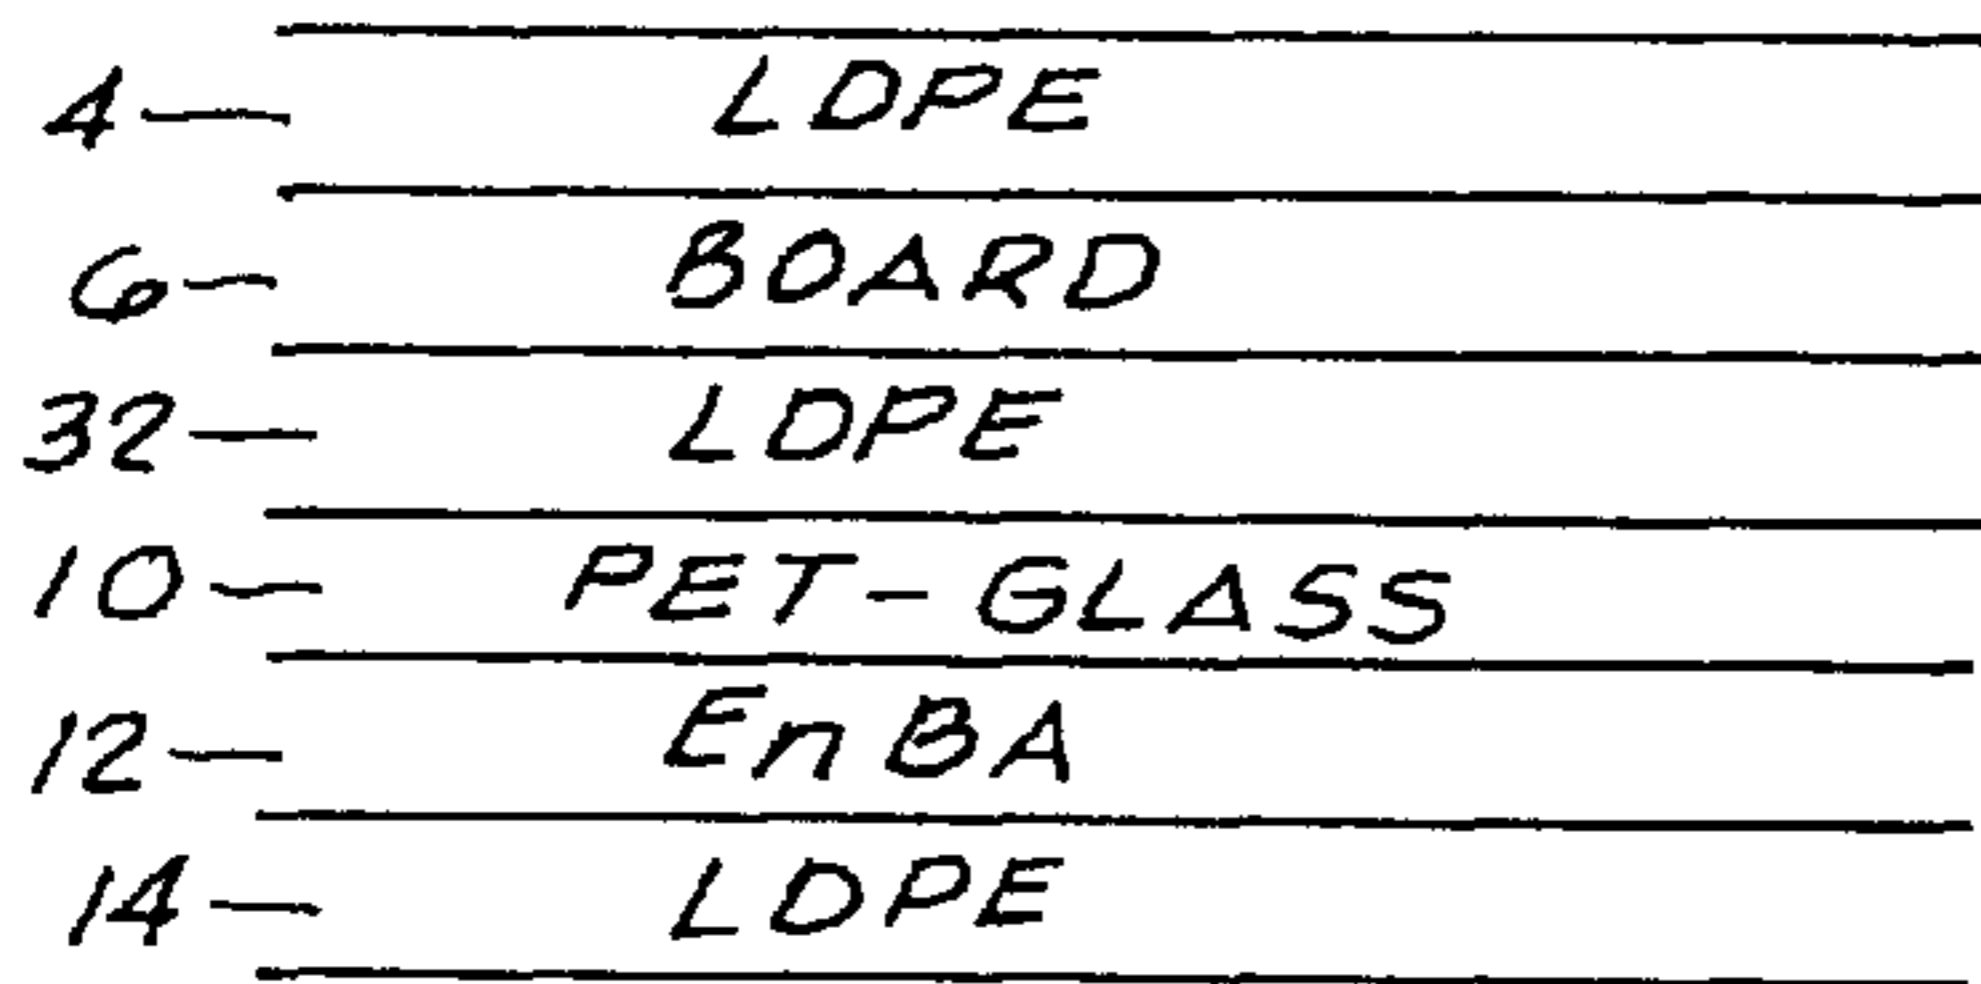 4 — LDPE
6 — BOARD
32 — LDPE
10 — PET-GLASS
12 — EnBA
14 — LDPE